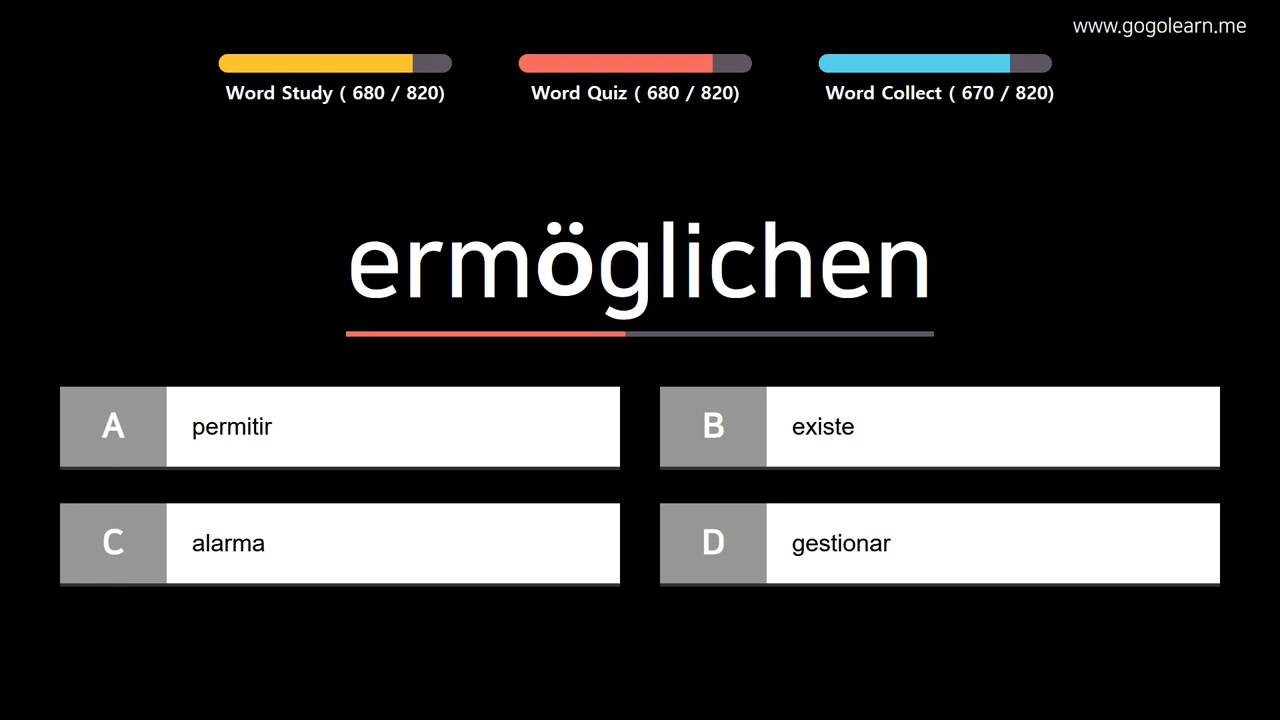 www.gogolearn.me
Word Study ( 680 / 820)
Word Quiz ( 680 / 820)
Word Collect ( 670 / 820)
ermöglichen
A permitir
B existe
C alarma
D gestionar